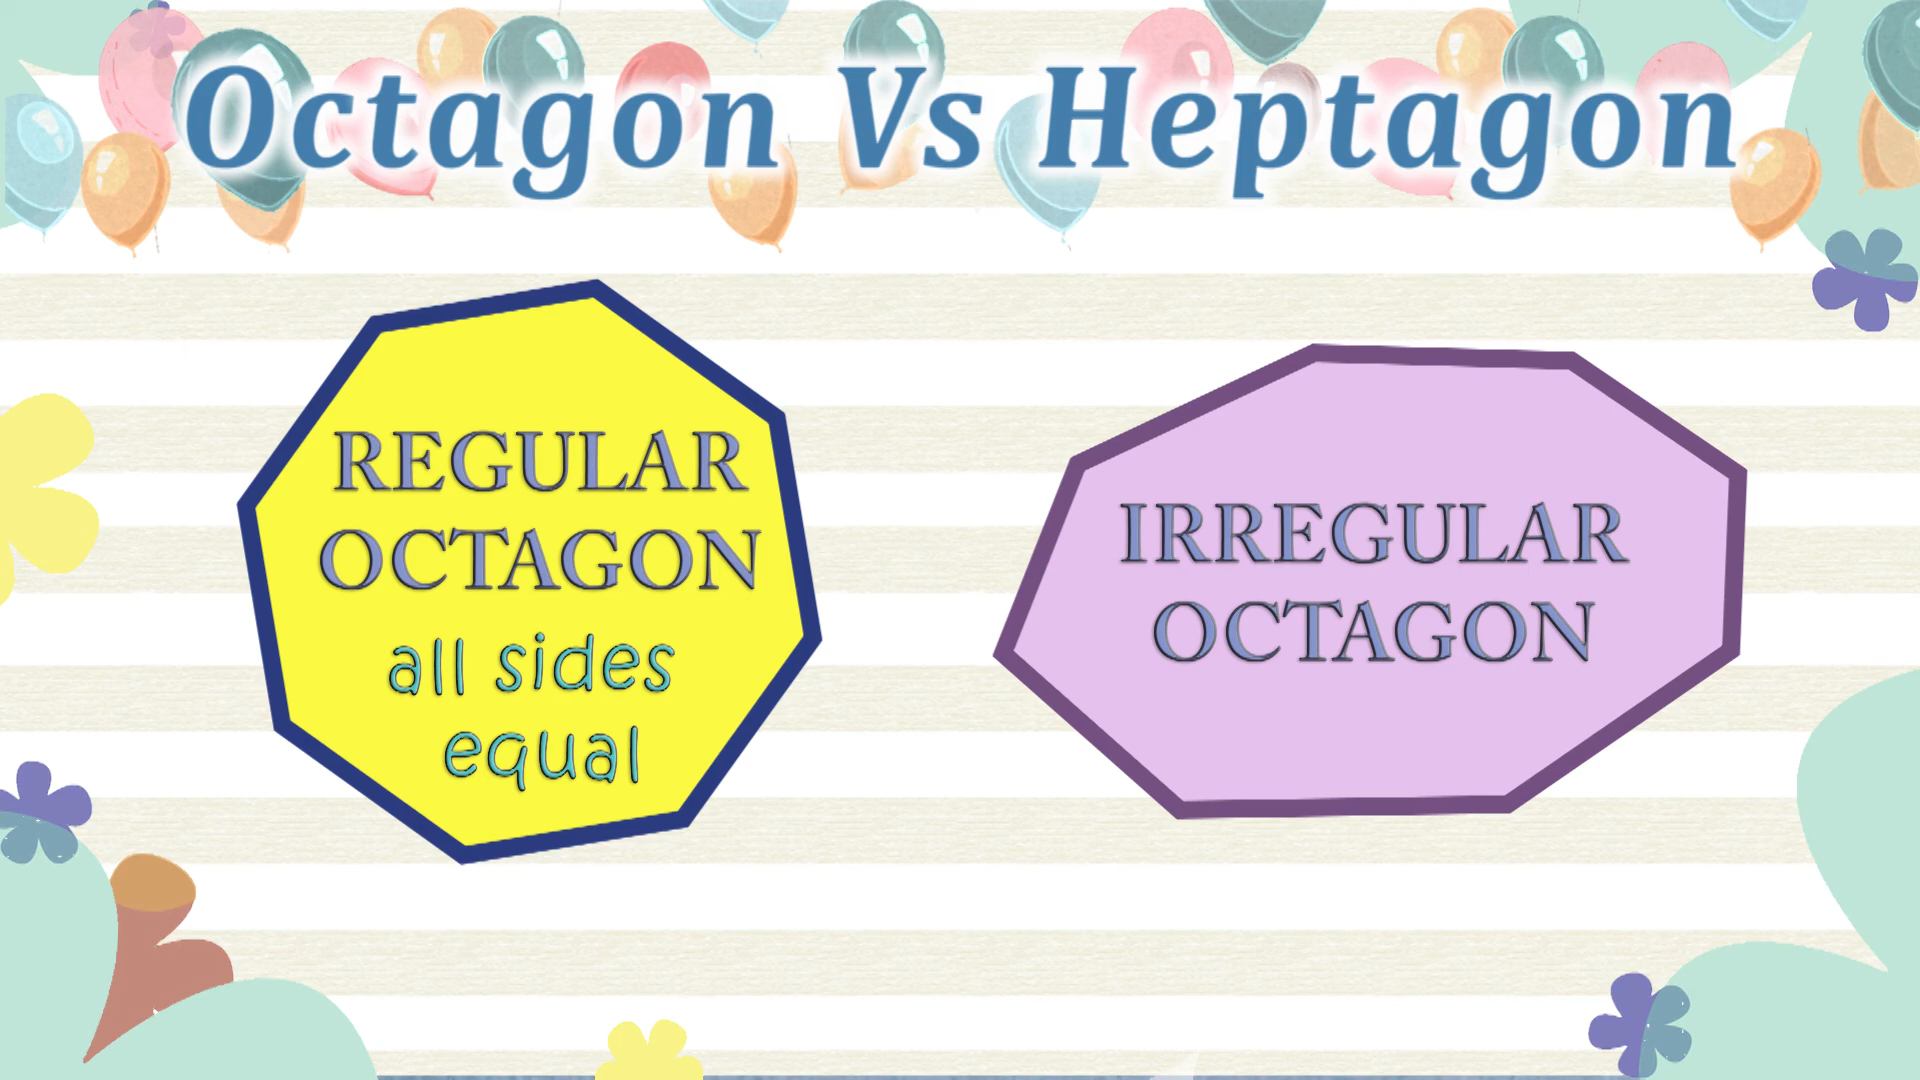 Octagon Vs Heptagon
REGULAR
OCTAGON
all sides
equal
IRREGULAR
OCTAGON